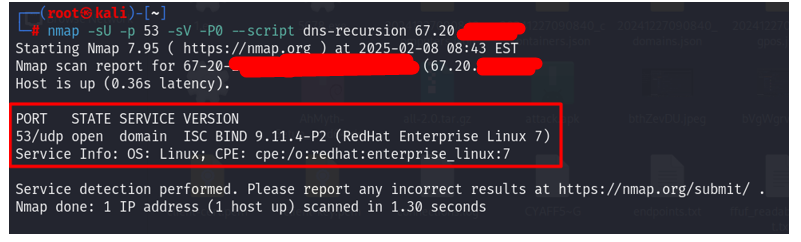 (root㉿kali)-[~]
# nmap -sU -p 53 -sV -P0 --script dns-recursion 67.20
Starting Nmap 7.95 ( https://nmap.org ) at 2025-02-08 08:43 EST
Nmap scan report for 67-20- (67.20.
Host is up (0.36s latency).
PORT   STATE SERVICE VERSION
53/udp open  domain  ISC BIND 9.11.4-P2 (RedHat Enterprise Linux 7)
Service Info: OS: Linux; CPE: cpe:/o:redhat:enterprise_linux:7
Service detection performed. Please report any incorrect results at https://nmap.org/submit/ .
Nmap done: 1 IP address (1 host up) scanned in 1.30 seconds